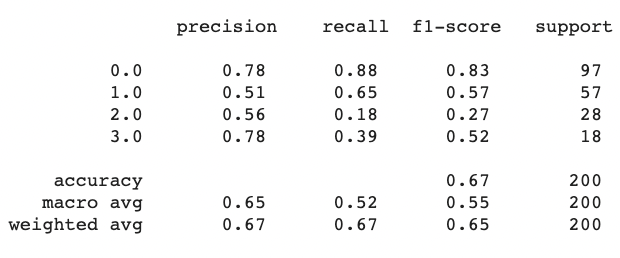 precision recall f1-score support
0.0 0.78 0.88 0.83 97
1.0 0.51 0.65 0.57 57
2.0 0.56 0.18 0.27 28
3.0 0.78 0.39 0.52 18
accuracy 0.67 200
macro avg 0.65 0.52 0.55 200
weighted avg 0.67 0.67 0.65 200